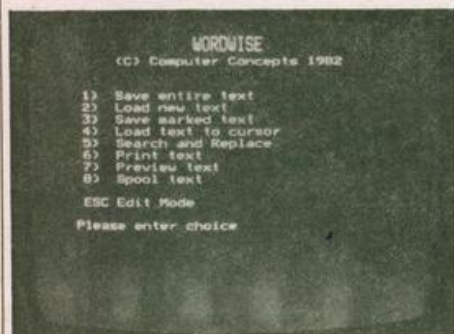 WORDWISE
(C) Computer Concepts 1982
1) Save entire text
2) Load new text
3) Save marked text
4) Load text to cursor
5) Search and Replace
6) Print text
7) Preview text
8) Spool text
ESC Edit Mode
Please enter choice